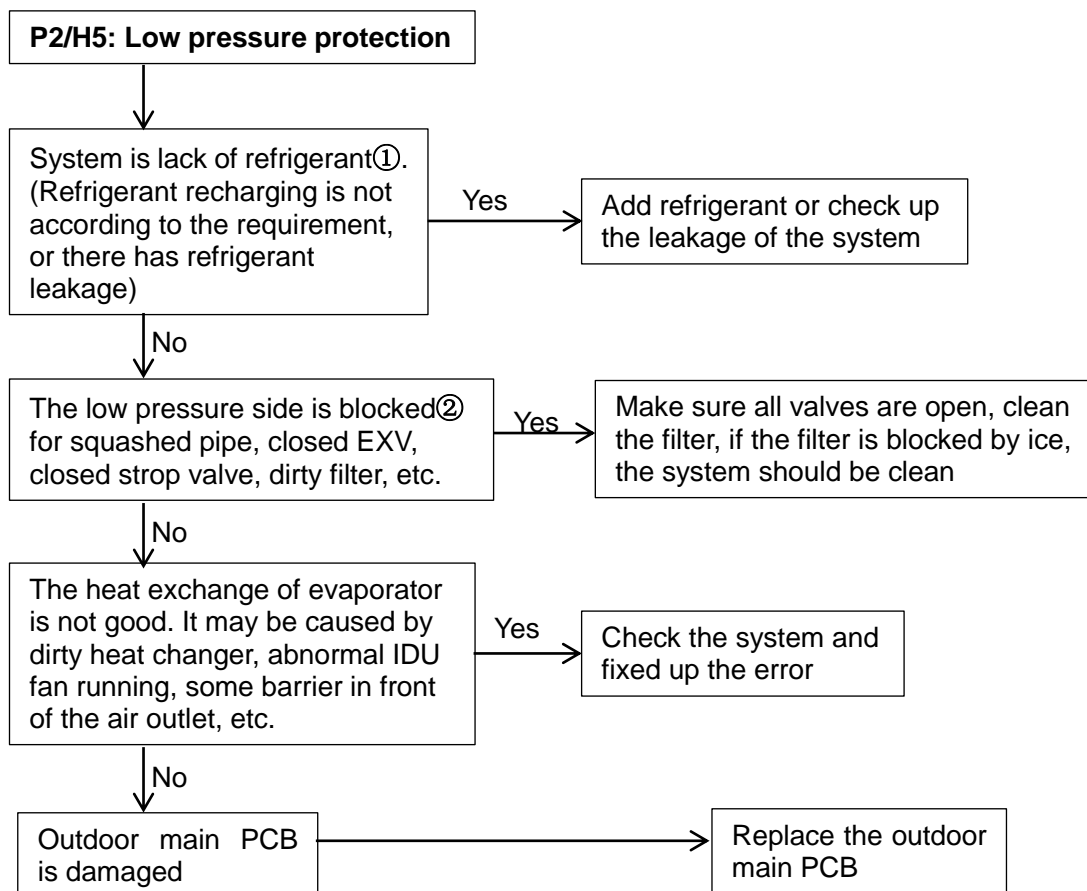 P2/H5: Low pressure protection
System is lack of refrigerant①.
(Refrigerant recharging is not
according to the requirement,
or there has refrigerant
leakage)
Yes
Add refrigerant or check up
the leakage of the system
No
The low pressure side is blocked②
for squashed pipe, closed EXV,
closed strop valve, dirty filter, etc.
Yes
Make sure all valves are open, clean
the filter, if the filter is blocked by ice,
the system should be clean
No
The heat exchange of evaporator
is not good. It may be caused by
dirty heat changer, abnormal IDU
fan running, some barrier in front
of the air outlet, etc.
Yes
Check the system and
fixed up the error
No
Outdoor main PCB
is damaged
Replace the outdoor
main PCB